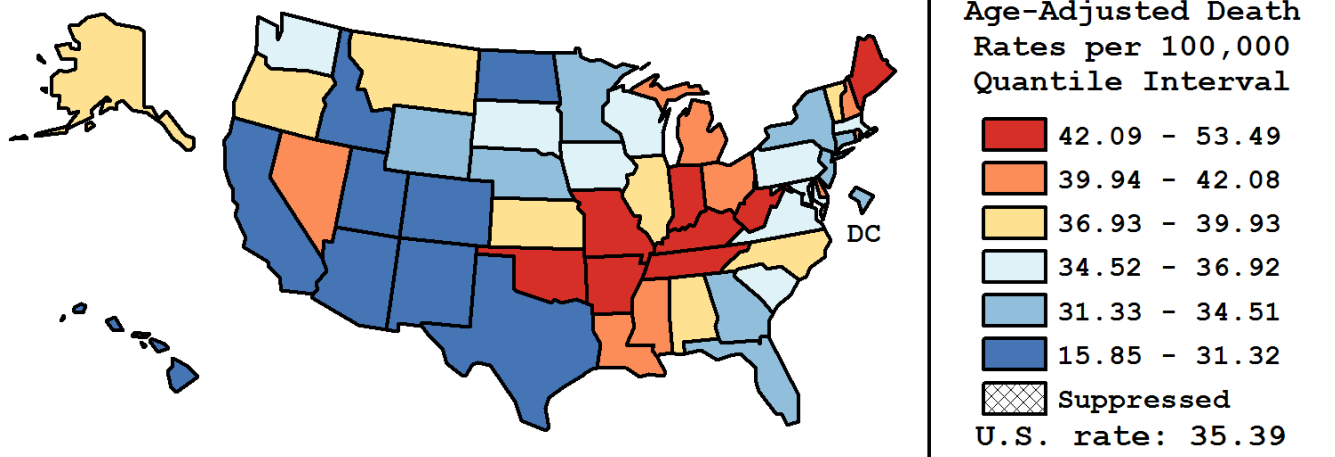 Age-Adjusted Death
Rates per 100,000
Quantile Interval
42.09 - 53.49
39.94 - 42.08
36.93 - 39.93
34.52 - 36.92
31.33 - 34.51
15.85 - 31.32
Suppressed
U.S. rate: 35.39
DC